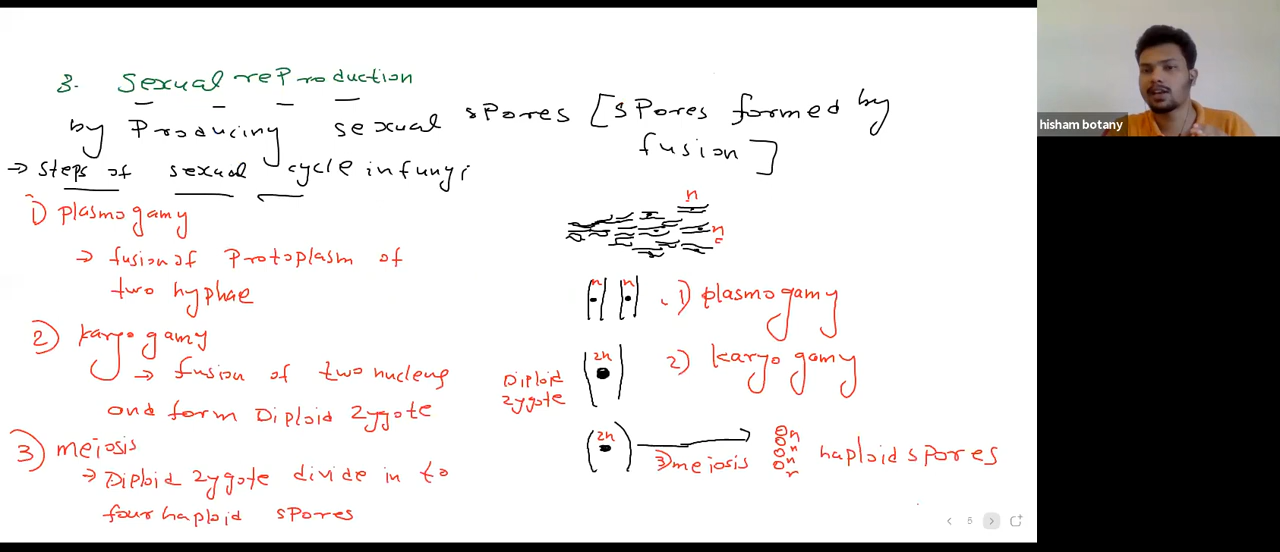 3. Sexual reProduction
by Producing sexual sPores [sPores formed by
fusion]
→ Steps of sexual cycle in fungi
1) plasmogamy
→ fusion of Protoplasm of
two hyphae
2) karyogamy
→ fusion of two nucleus
and form Diploid zygote
3) meiosis
→ Diploid zygote divide in to
four haploid spores
n
n
n n
1) plasmogamy
2n
2) karyogamy
Diploid
zygote
2n
3) meiosis
n
n
n
haploid spores
hisham botany
5